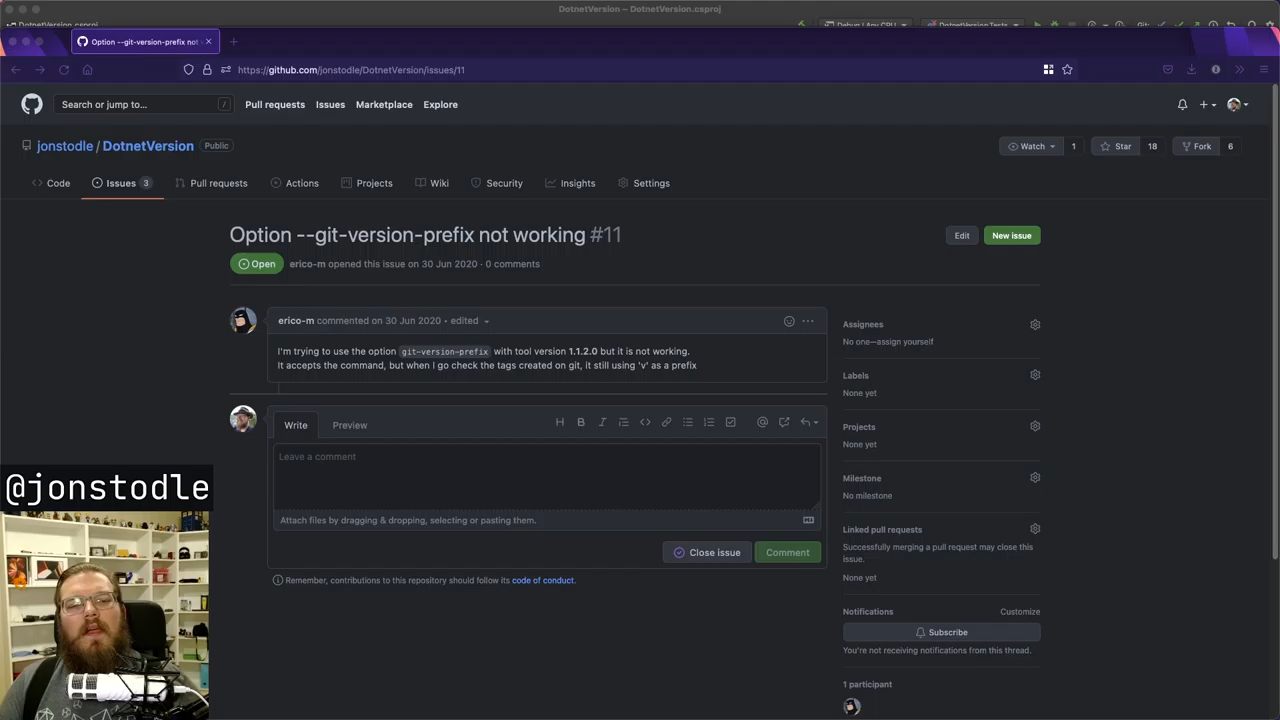 DotnetVersion – DotnetVersion.csproj
DotnetVersion.csproj
Debug | Any CPU
DotnetVersion Tests
Git:
Option --git-version-prefix not
https://github.com/jonstodle/DotnetVersion/issues/11
Search or jump to...
/
Pull requests
Issues
Marketplace
Explore
jonstodle / DotnetVersion
Public
Watch
1
Star
18
Fork
6
Code
Issues 3
Pull requests
Actions
Projects
Wiki
Security
Insights
Settings
Option --git-version-prefix not working #11
Edit
New issue
Open
erico-m opened this issue on 30 Jun 2020 · 0 comments
erico-m commented on 30 Jun 2020 • edited
I'm trying to use the option git-version-prefix with tool version 1.1.2.0 but it is not working.
It accepts the command, but when I go check the tags created on git, it still using 'v' as a prefix
Write
Preview
Leave a comment
Attach files by dragging & dropping, selecting or pasting them.
Close issue
Comment
Remember, contributions to this repository should follow its code of conduct.
Assignees
No one—assign yourself
Labels
None yet
Projects
None yet
Milestone
No milestone
Linked pull requests
Successfully merging a pull request may close this
issue.
None yet
Notifications
Customize
Subscribe
You're not receiving notifications from this thread.
1 participant
@jonstodle